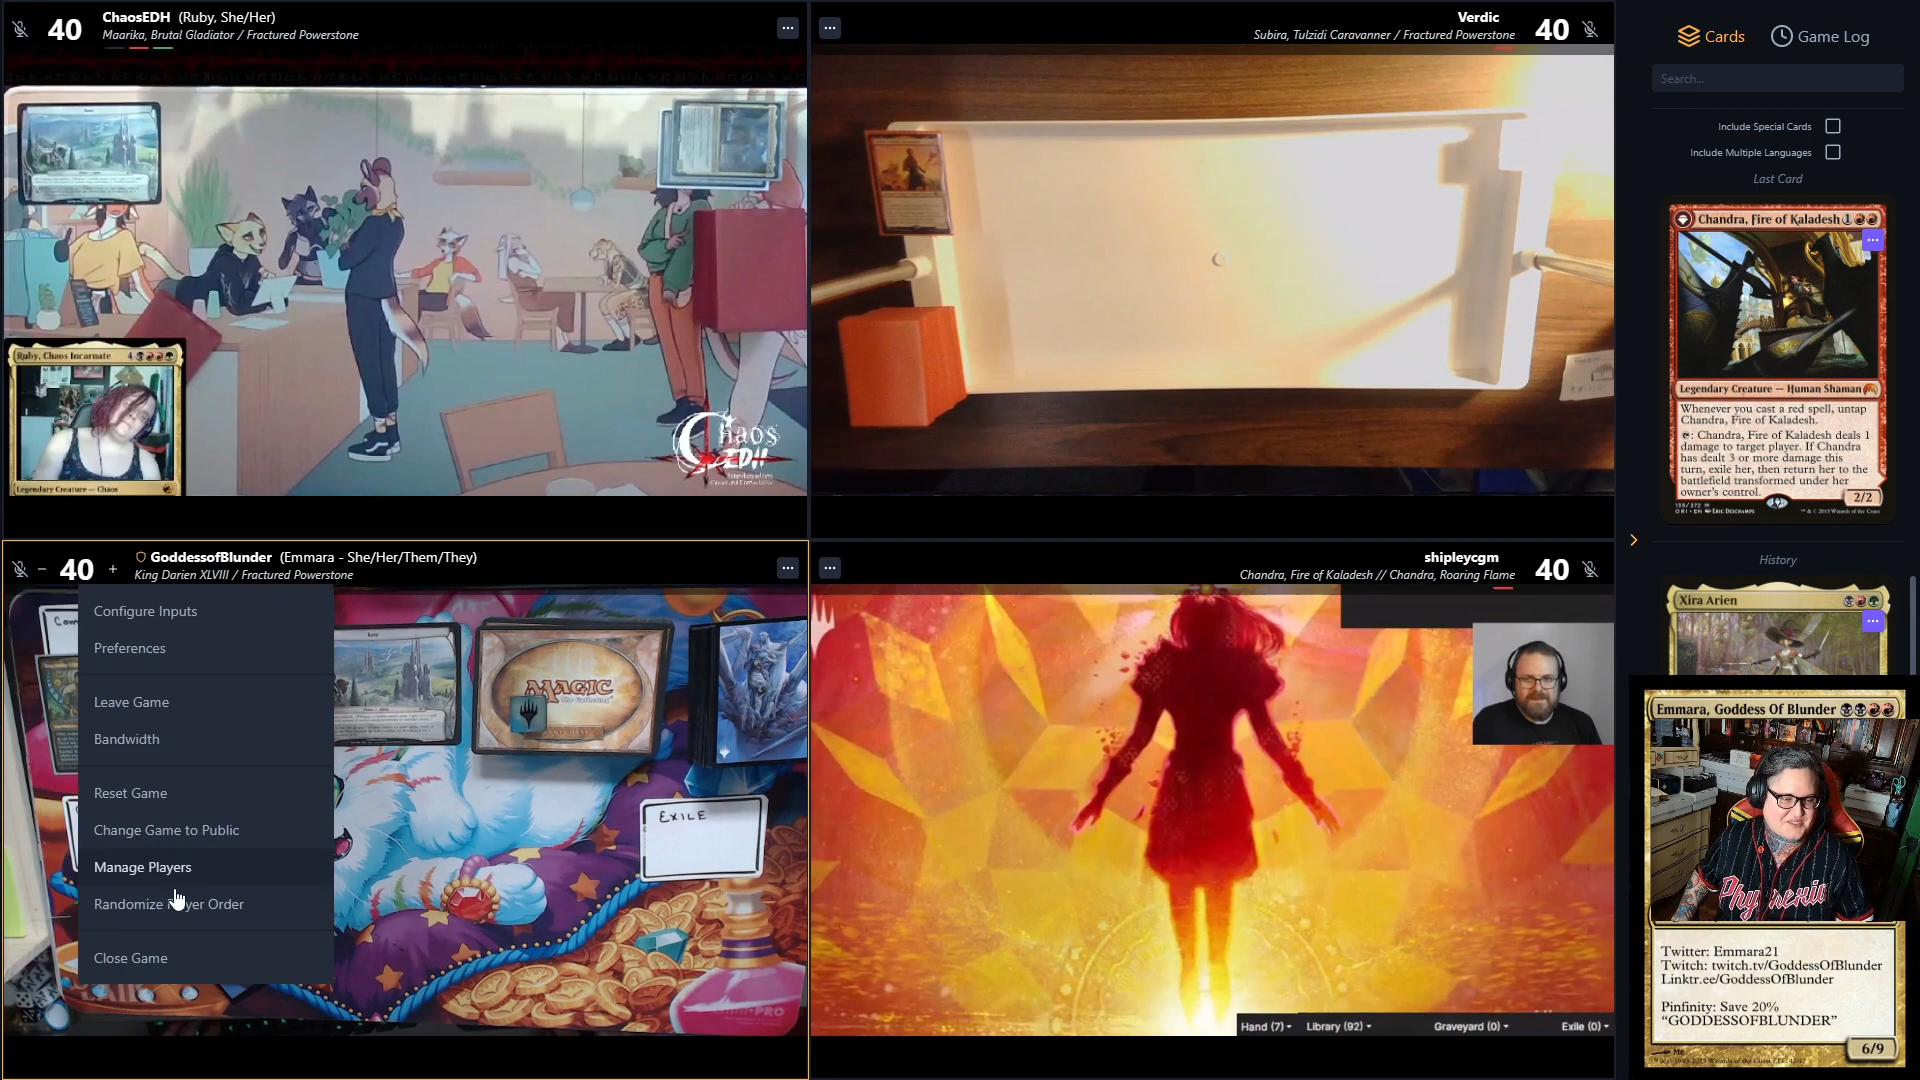 40
ChaosEDH (Ruby, She/Her)
Maarika, Brutal Gladiator / Fractured Powerstone
Ruby, Chaos Incarnate 4
Legendary Creature — Chaos
Chaos
EDH
Verdic
Subira, Tulzidi Caravanner / Fractured Powerstone
40
40
GoddessofBlunder (Emmara - She/Her/Them/They)
King Darien XLVIII / Fractured Powerstone
Configure Inputs
Preferences
Leave Game
Bandwidth
Reset Game
Change Game to Public
Manage Players
Randomize Player Order
Close Game
MAGIC
The Gathering
EXILE
shipleycgm
Chandra, Fire of Kaladesh // Chandra, Roaring Flame
40
Hand (7)
Library (92)
Graveyard (0)
Exile (0)
Cards
Game Log
Search...
Include Special Cards
Include Multiple Languages
Last Card
Chandra, Fire of Kaladesh 1
Legendary Creature — Human Shaman
Whenever you cast a red spell, untap
Chandra, Fire of Kaladesh.
: Chandra, Fire of Kaladesh deals 1
damage to target player. If Chandra
has dealt 3 or more damage this
turn, exile her, then return her to the
battlefield transformed under her
owner's control.
2/2
History
Xira Arien
Emmara, Goddess Of Blunder
Phyrexia
Twitter: Emmara21
Twitch: twitch.tv/GoddessOfBlunder
Linktr.ee/GoddessOfBlunder
Pinfinity: Save 20%
“GODDESSOFBLUNDER”
Me
6/9